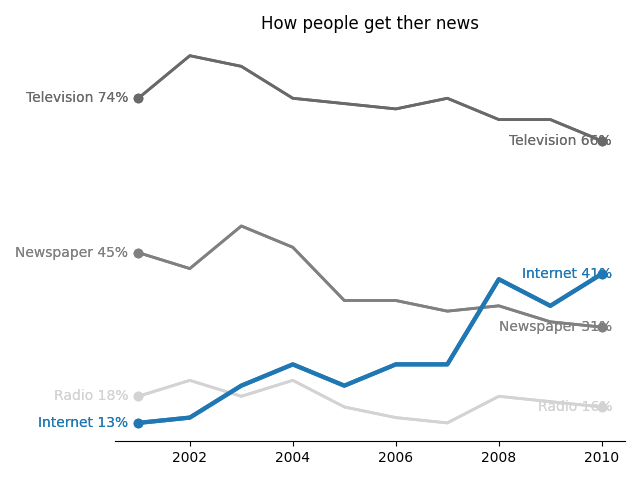 How people get ther news
Television 74%
Television 66%
Newspaper 45%
Internet 41%
Newspaper 31%
Radio 18%
Radio 16%
Internet 13%
2002 2004 2006 2008 2010